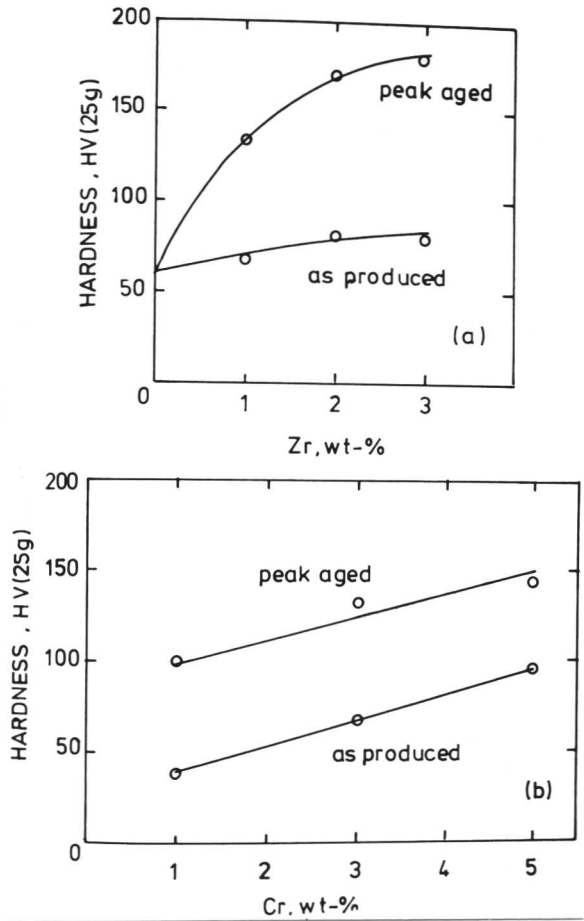 200
150
100
50
0
HARDNESS , HV(25g)
peak aged
as produced
(a)
1 2 3
Zr,wt-%
200
150
100
50
0
HARDNESS , HV(25g)
peak aged
as produced
(b)
1 2 3 4 5
Cr,wt-%